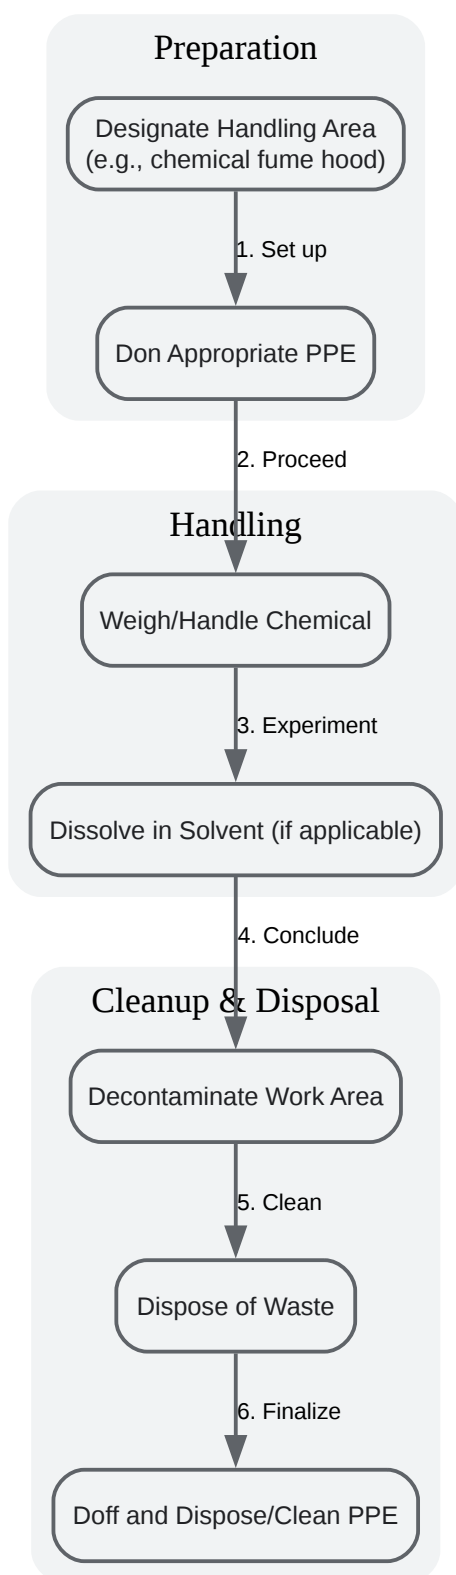 Preparation
Designate Handling Area
(e.g., chemical fume hood)
1. Set up
Don Appropriate PPE
2. Proceed
Handling
Weigh/Handle Chemical
3. Experiment
Dissolve in Solvent (if applicable)
4. Conclude
Cleanup & Disposal
Decontaminate Work Area
5. Clean
Dispose of Waste
6. Finalize
Doff and Dispose/Clean PPE